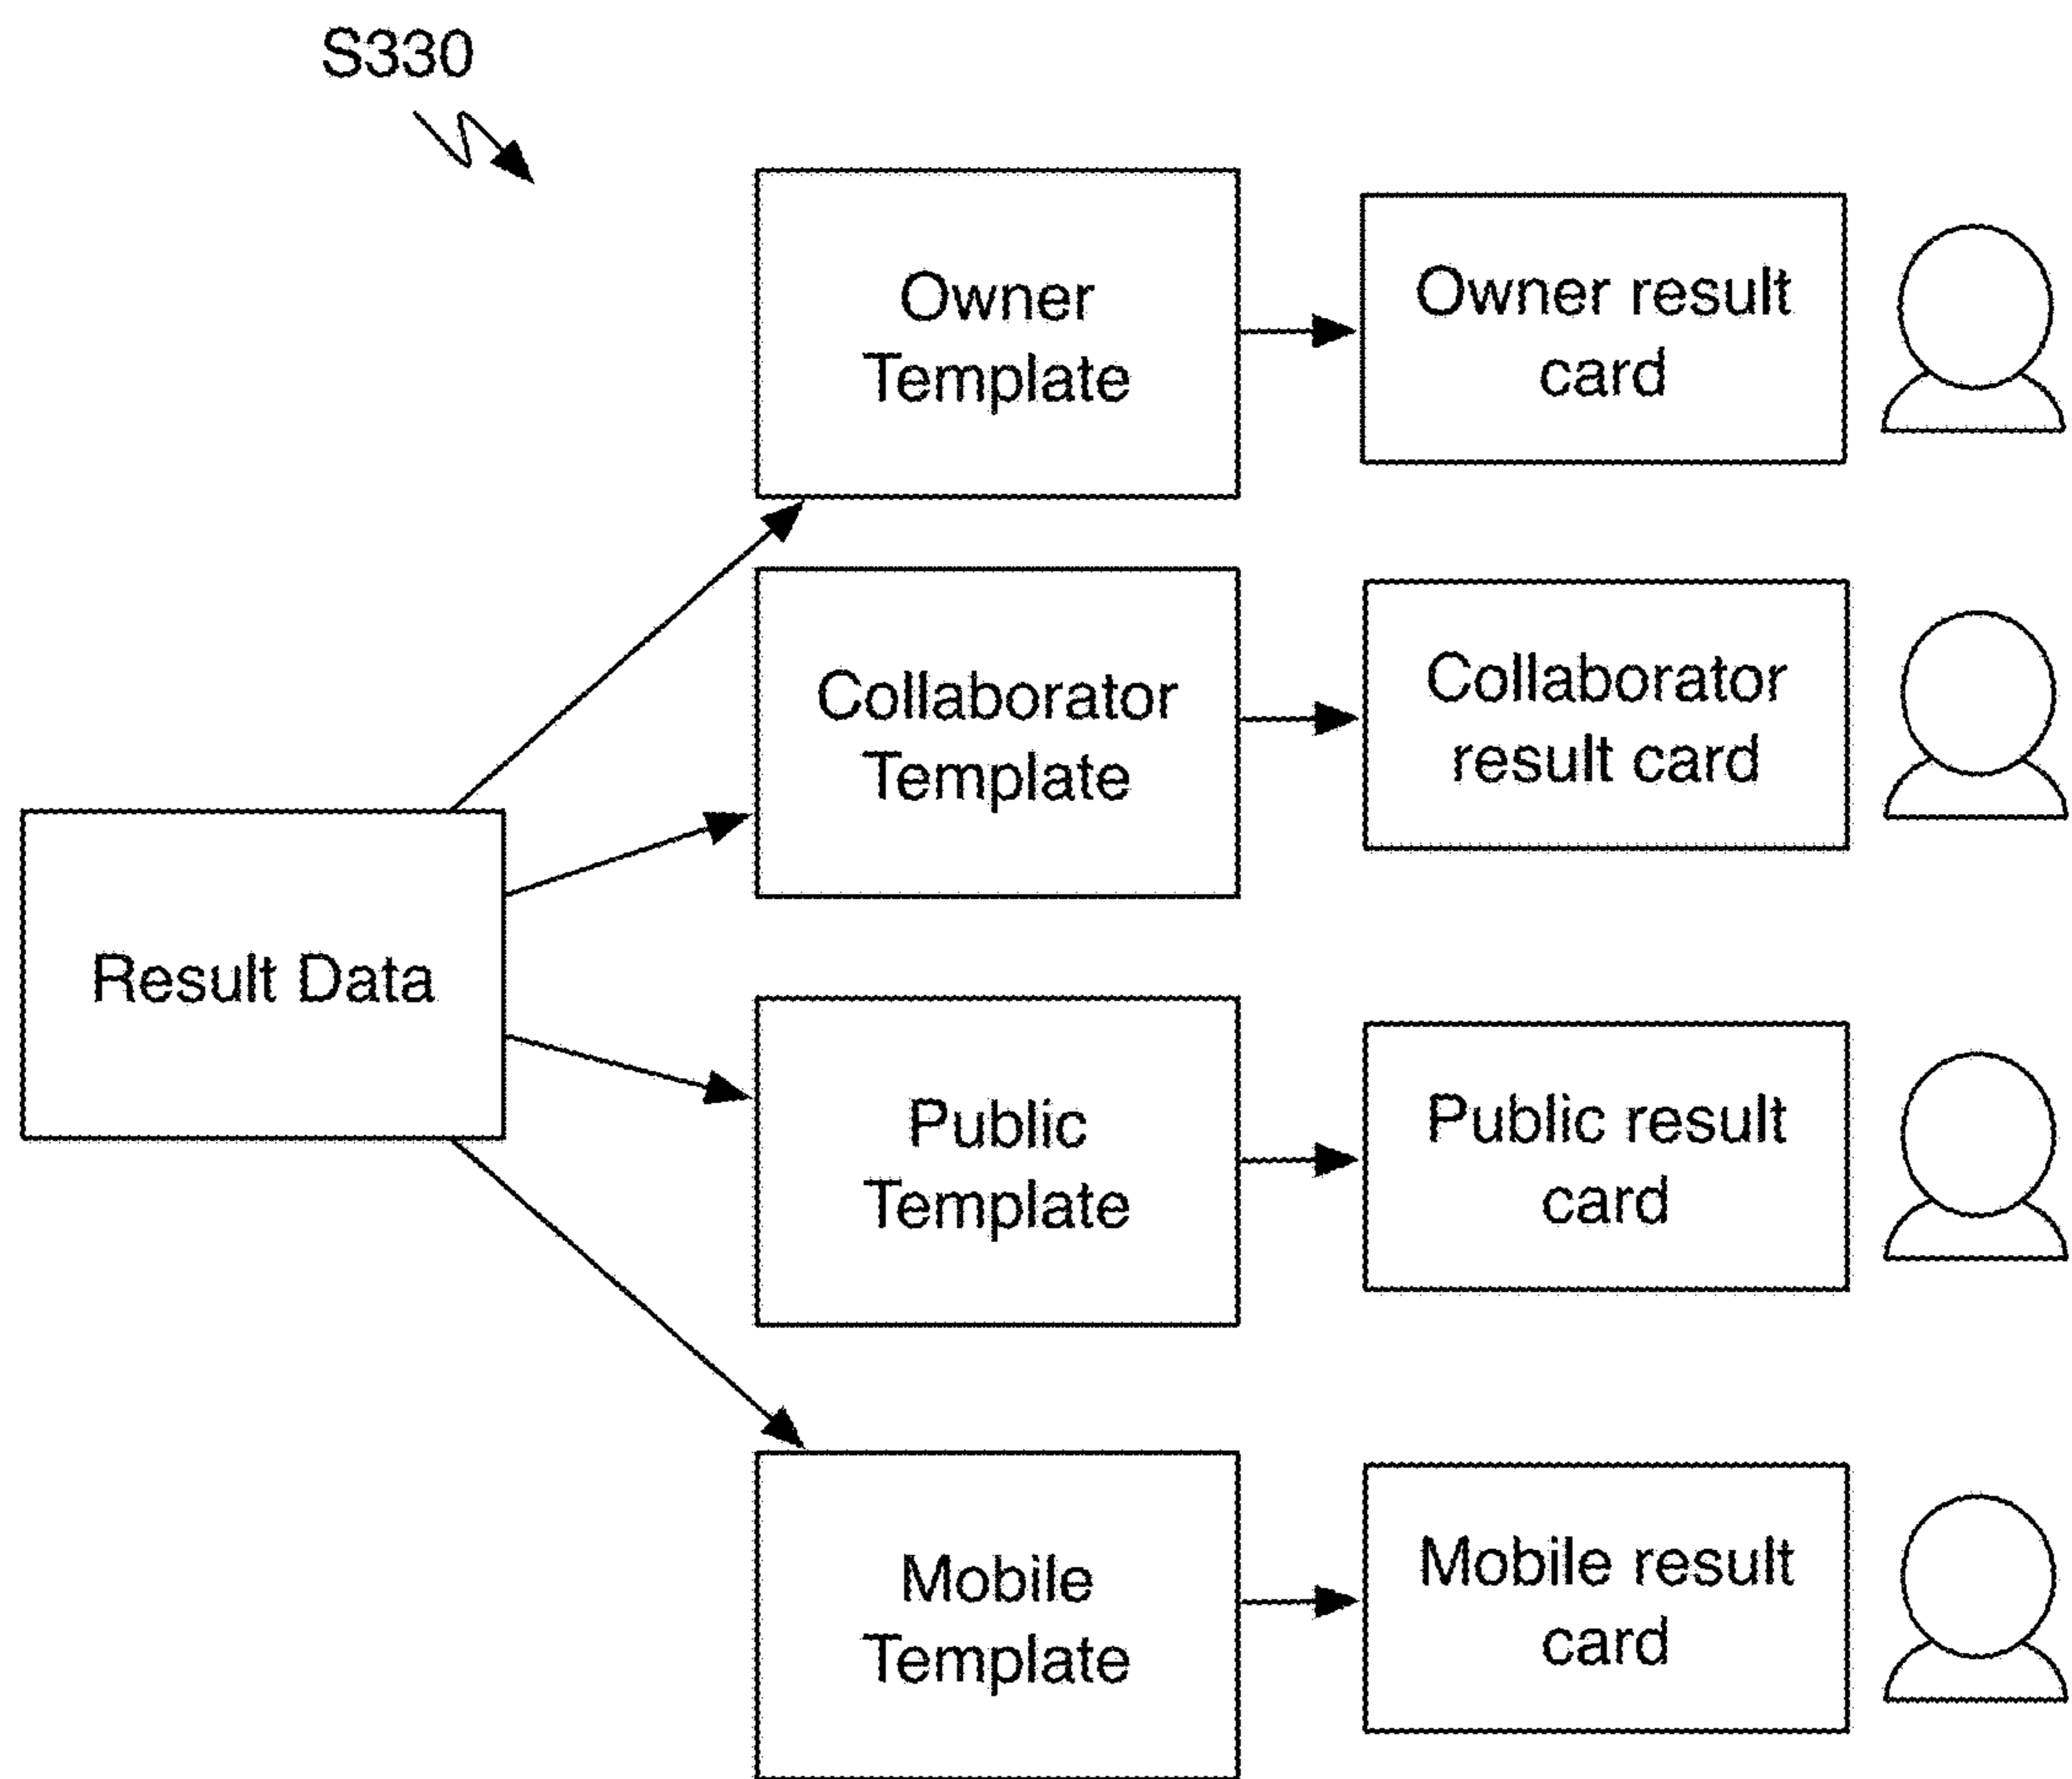 S330
Owner
Template
Owner result
card
Collaborator
Template
Collaborator
result card
Result Data
Public
Template
Public result
card
Mobile
Template
Mobile result
card